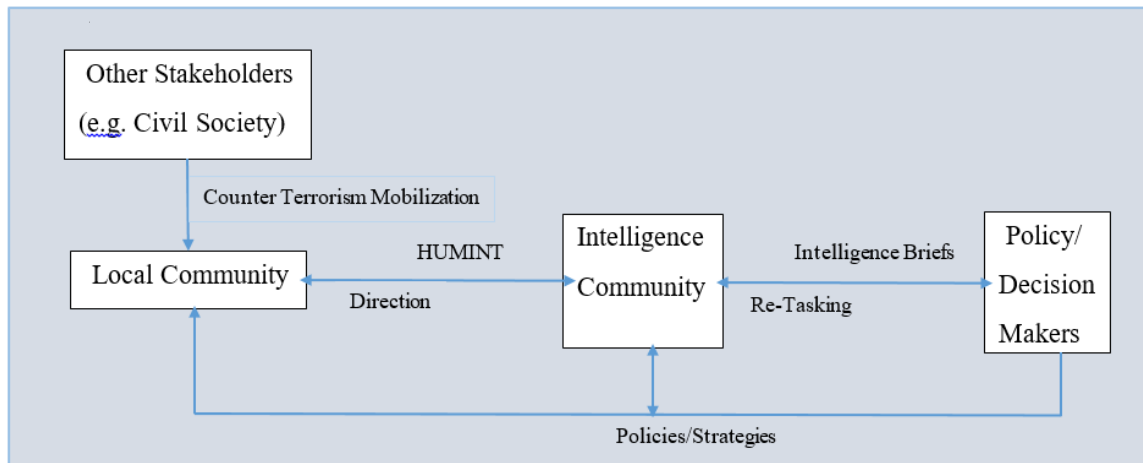 Other Stakeholders
(e.g. Civil Society)
Counter Terrorism Mobilization
Local Community
HUMINT
Direction
Intelligence
Community
Intelligence Briefs
Re-Tasking
Policy/
Decision
Makers
Policies/Strategies